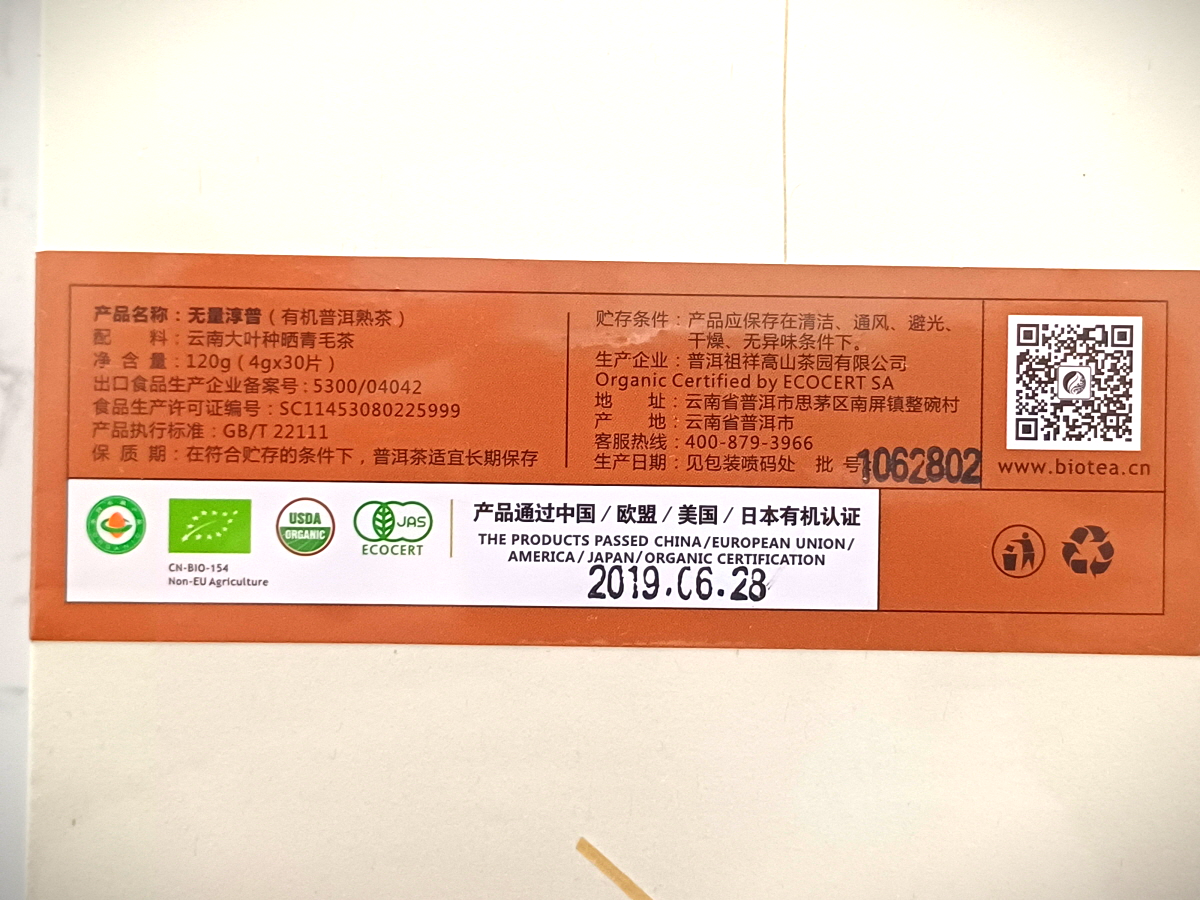 产品名称：无量淳普（有机普洱熟茶）
配 料：云南大叶种晒青毛茶
净 含 量：120g（4gx30片）
出口食品生产企业备案号：5300/04042
食品生产许可证编号：SC11453080225999
产品执行标准：GB/T 22111
保 质 期：在符合贮存的条件下，普洱茶适宜长期保存
贮存条件：产品应保存在清洁、通风、避光、
干燥、无异味条件下。
生产企业：普洱祖祥高山茶园有限公司
Organic Certified by ECOCERT SA
地 址：云南省普洱市思茅区南屏镇整碗村
产 地：云南省普洱市
客服热线：400-879-3966
生产日期：见包装喷码处 批 号1062802
www.biotea.cn
CN-BIO-154
Non-EU Agriculture
USDA
ORGANIC
JAS
ECOCERT
产品通过中国/欧盟/美国/日本有机认证
THE PRODUCTS PASSED CHINA/EUROPEAN UNION/
AMERICA/JAPAN/ORGANIC CERTIFICATION
2019.06.28